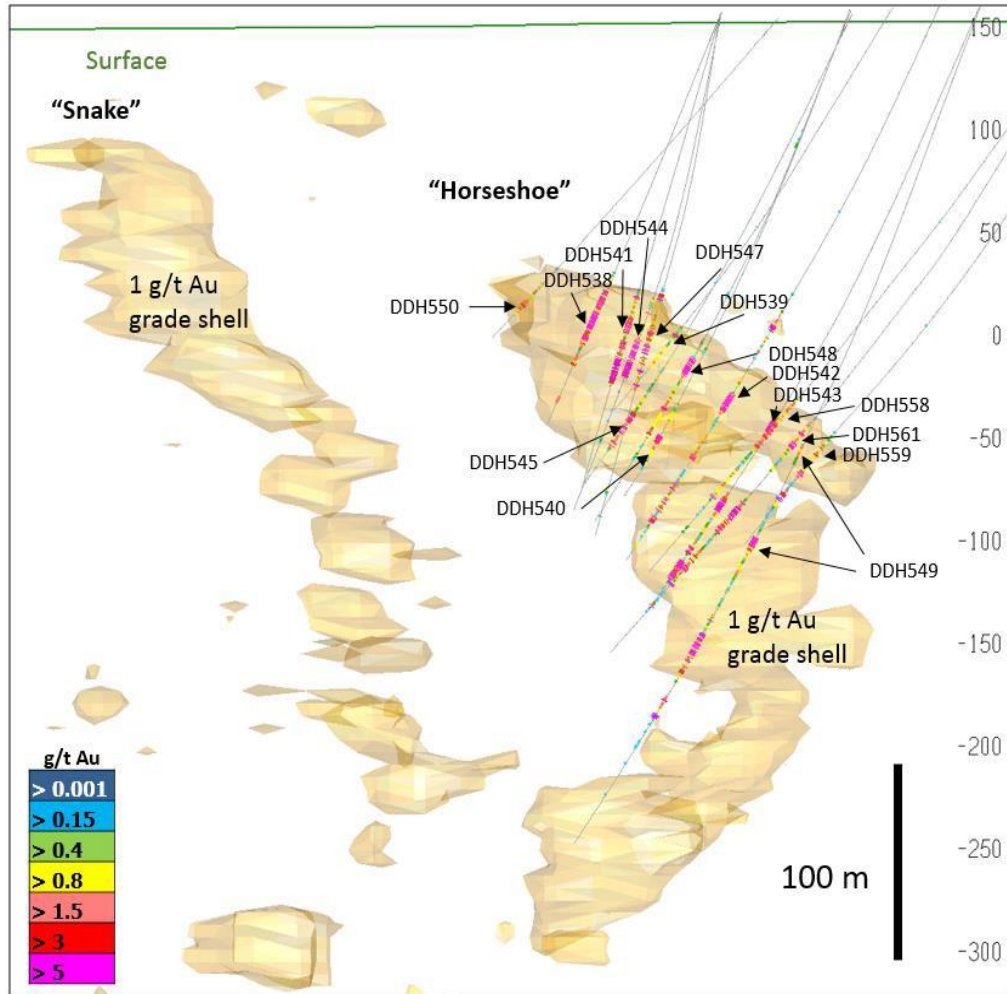 150
Surface
“Snake”
100
“Horseshoe”
50
DDH544
DDH541
DDH547
DDH538
DDH539
1 g/t Au
grade shell
DDH550
0
DDH548
DDH542
DDH543
DDH558
-50
DDH561
DDH545
DDH559
DDH540
-100
DDH549
1 g/t Au
grade shell
-150
-200
g/t Au
> 0.001
> 0.15
> 0.4
> 0.8
> 1.5
> 3
> 5
-250
100 m
-300